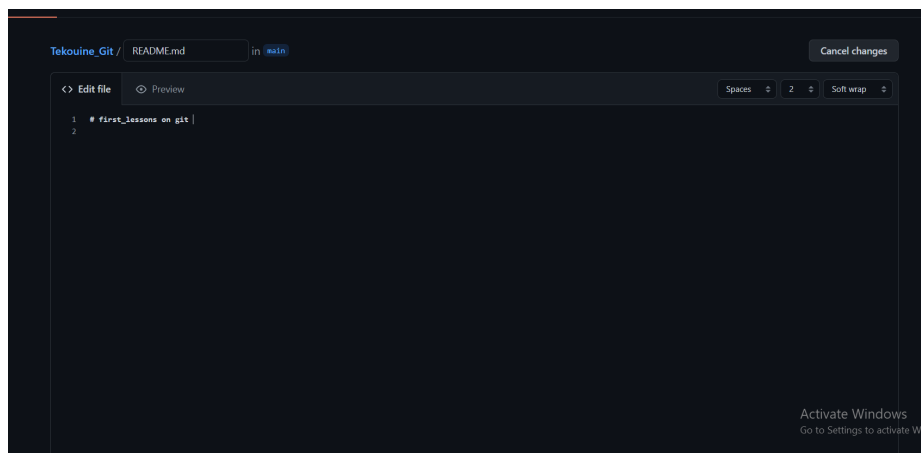 Tekouine_Git / README.md in main Cancel changes
<> Edit file Preview Spaces 2 Soft wrap
1 # first_lessons on git
2
Activate Windows
Go to Settings to activate W